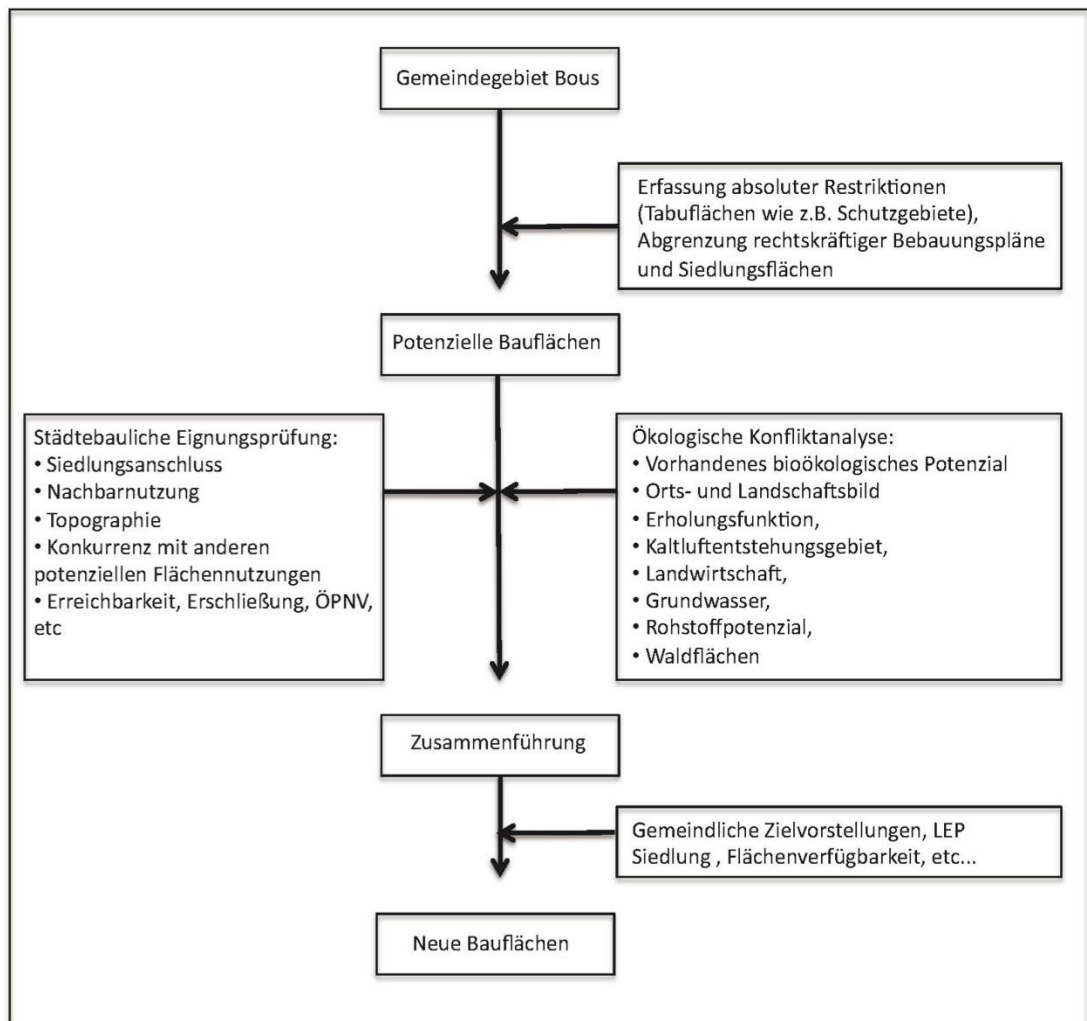 Gemeindegebiet Bous
Erfassung absoluter Restriktionen
(Tabuflächen wie z.B. Schutzgebiete),
Abgrenzung rechtskräftiger Bebauungspläne
und Siedlungsflächen
Potenzielle Bauflächen
Städtebauliche Eignungsprüfung:
• Siedlungsanschluss
• Nachbarnutzung
• Topographie
• Konkurrenz mit anderen
potenziellen Flächennutzungen
• Erreichbarkeit, Erschließung, ÖPNV,
etc
Ökologische Konfliktanalyse:
• Vorhandenes bioökologisches Potenzial
• Orts- und Landschaftsbild
• Erholungsfunktion,
• Kaltluftentstehungsgebiet,
• Landwirtschaft,
• Grundwasser,
• Rohstoffpotenzial,
• Waldflächen
Zusammenführung
Gemeindliche Zielvorstellungen, LEP
Siedlung , Flächenverfügbarkeit, etc...
Neue Bauflächen